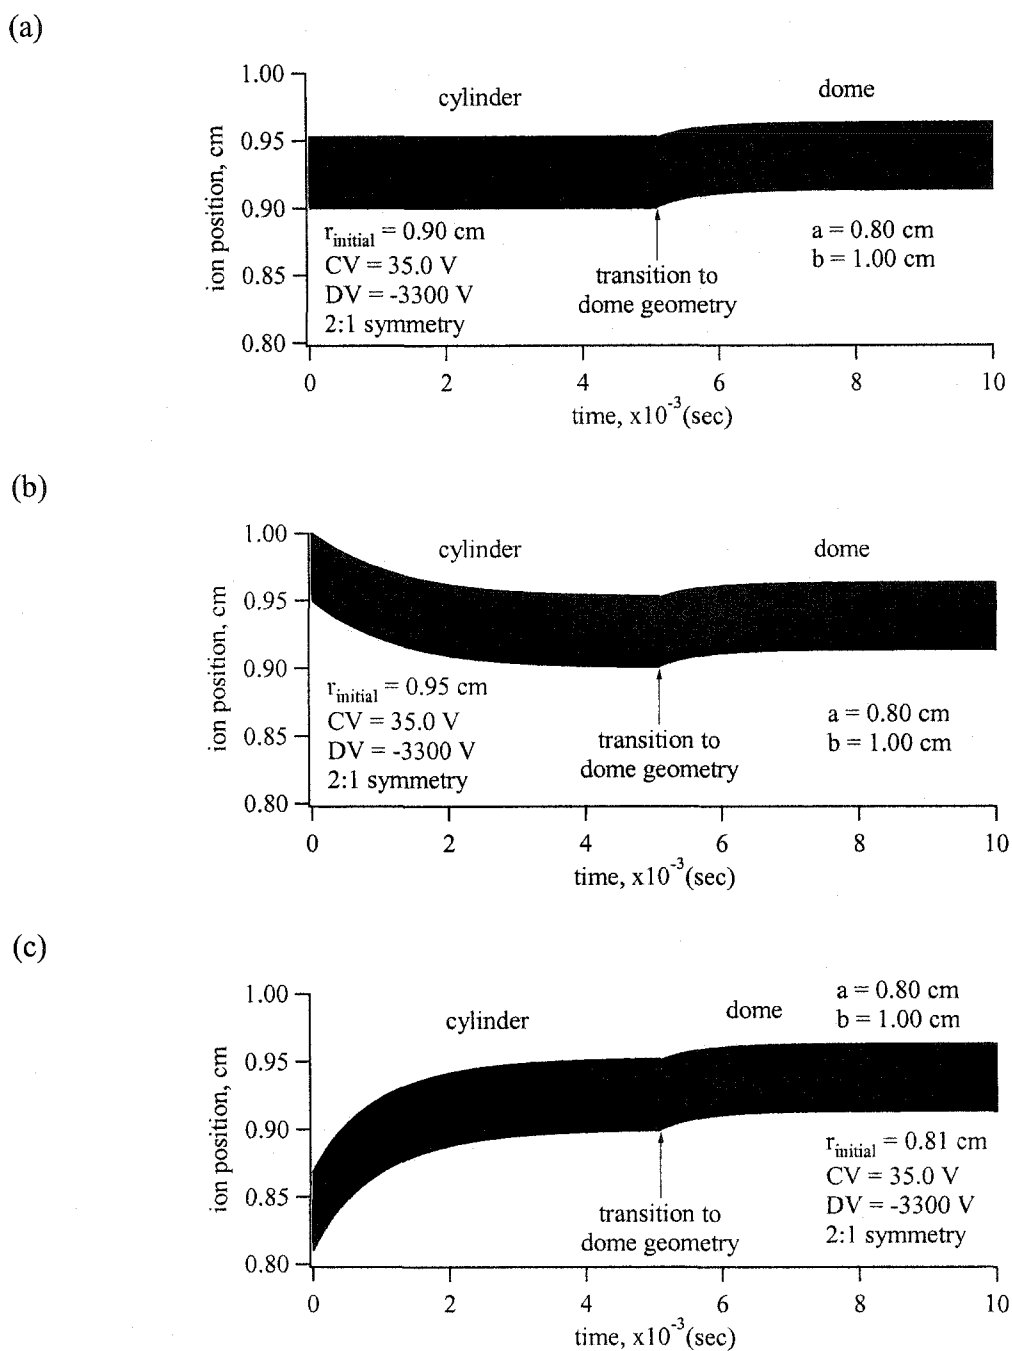 (a)
1.00
0.95
0.90
0.85
0.80
ion position, cm
cylinder
dome
r_initial = 0.90 cm
CV = 35.0 V
DV = -3300 V
2:1 symmetry
transition to
dome geometry
a = 0.80 cm
b = 1.00 cm
0 2 4 6 8 10
time, x10^-3(sec)
(b)
1.00
0.95
0.90
0.85
0.80
ion position, cm
cylinder
dome
r_initial = 0.95 cm
CV = 35.0 V
DV = -3300 V
2:1 symmetry
transition to
dome geometry
a = 0.80 cm
b = 1.00 cm
0 2 4 6 8 10
time, x10^-3(sec)
(c)
1.00
0.95
0.90
0.85
0.80
ion position, cm
cylinder
dome
a = 0.80 cm
b = 1.00 cm
transition to
dome geometry
r_initial = 0.81 cm
CV = 35.0 V
DV = -3300 V
2:1 symmetry
0 2 4 6 8 10
time, x10^-3(sec)